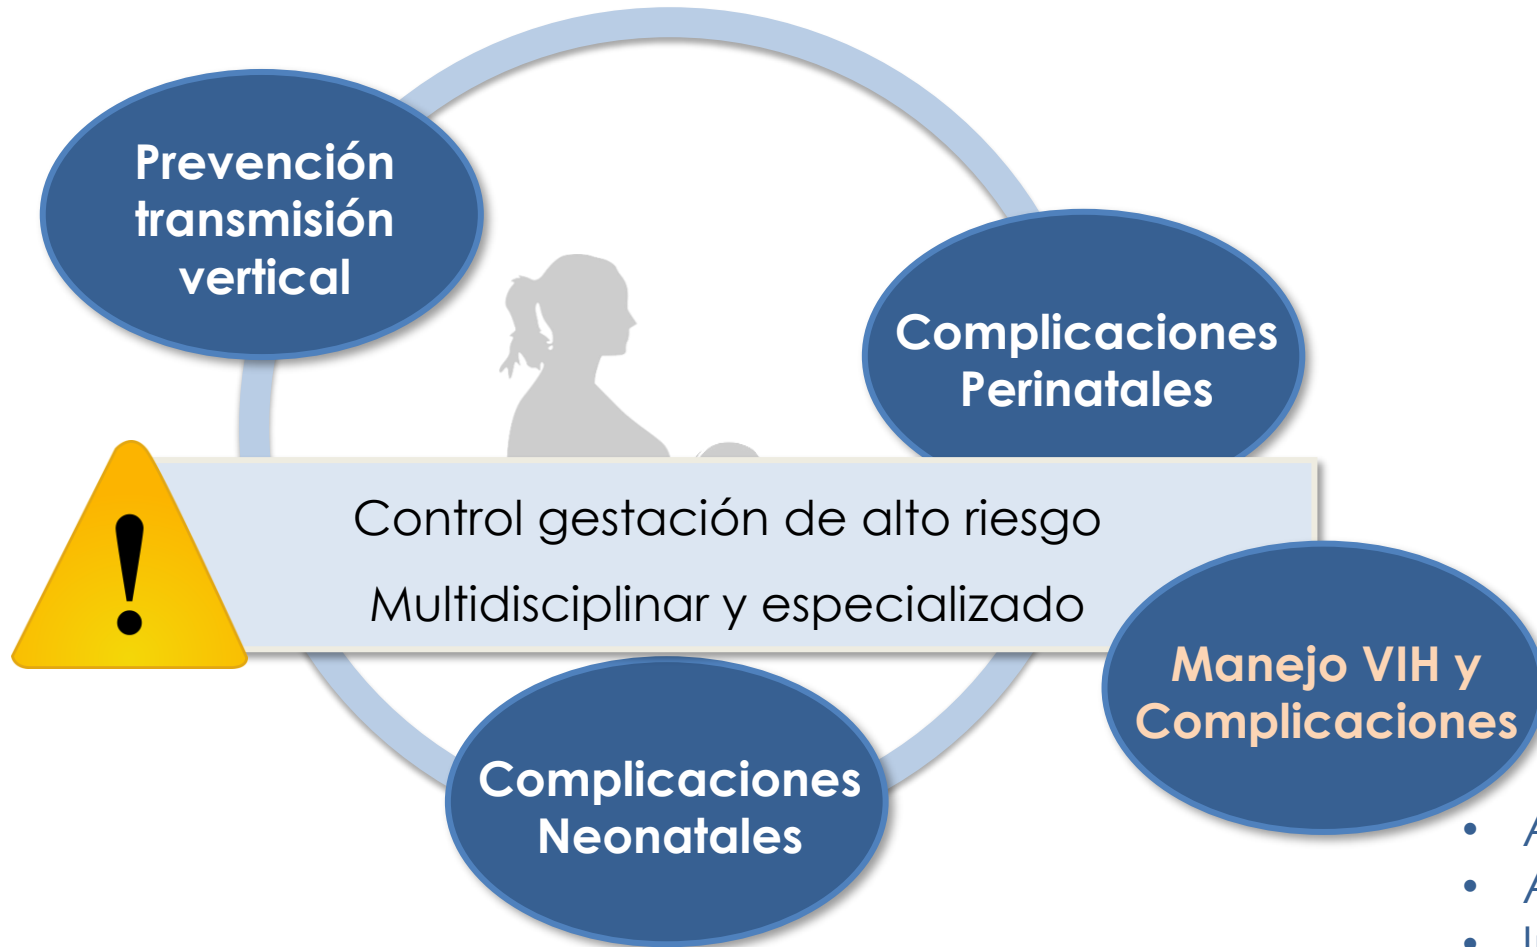 Prevención
transmisión
vertical
Complicaciones
Perinatales
!
Control gestación de alto riesgo
Multidisciplinar y especializado
Manejo VIH y
Complicaciones
Complicaciones
Neonatales